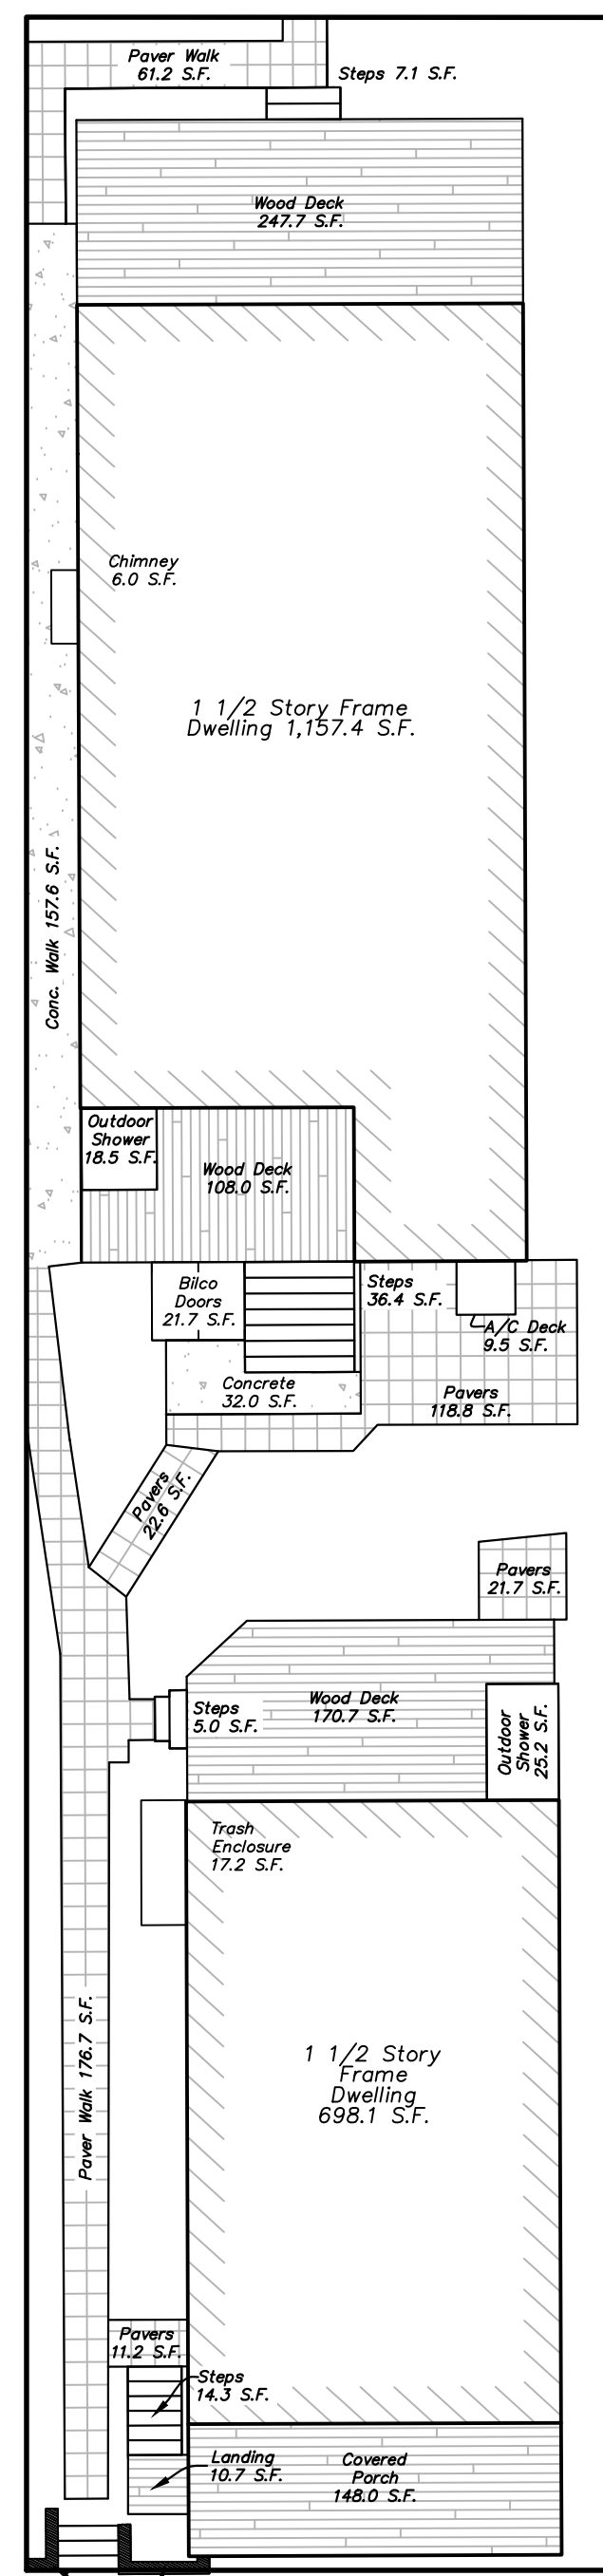 Paver Walk
61.2 S.F.
Steps 7.1 S.F.
Wood Deck
247.7 S.F.
Chimney
6.0 S.F.
1 1/2 Story Frame
Dwelling 1,157.4 S.F.
Conc. Walk 157.6 S.F.
Outdoor
Shower
18.5 S.F.
Wood Deck
108.0 S.F.
Bilco
Doors
21.7 S.F.
Steps
36.4 S.F.
A/C Deck
9.5 S.F.
Concrete
32.0 S.F.
Pavers
118.8 S.F.
Pavers
22.6 S.F.
Pavers
21.7 S.F.
Steps
5.0 S.F.
Wood Deck
170.7 S.F.
Outdoor
Shower
25.2 S.F.
Trash
Enclosure
17.2 S.F.
Paver Walk 176.7 S.F.
1 1/2 Story
Frame
Dwelling
698.1 S.F.
Pavers
11.2 S.F.
Steps
14.3 S.F.
Landing
10.7 S.F.
Covered
Porch
148.0 S.F.